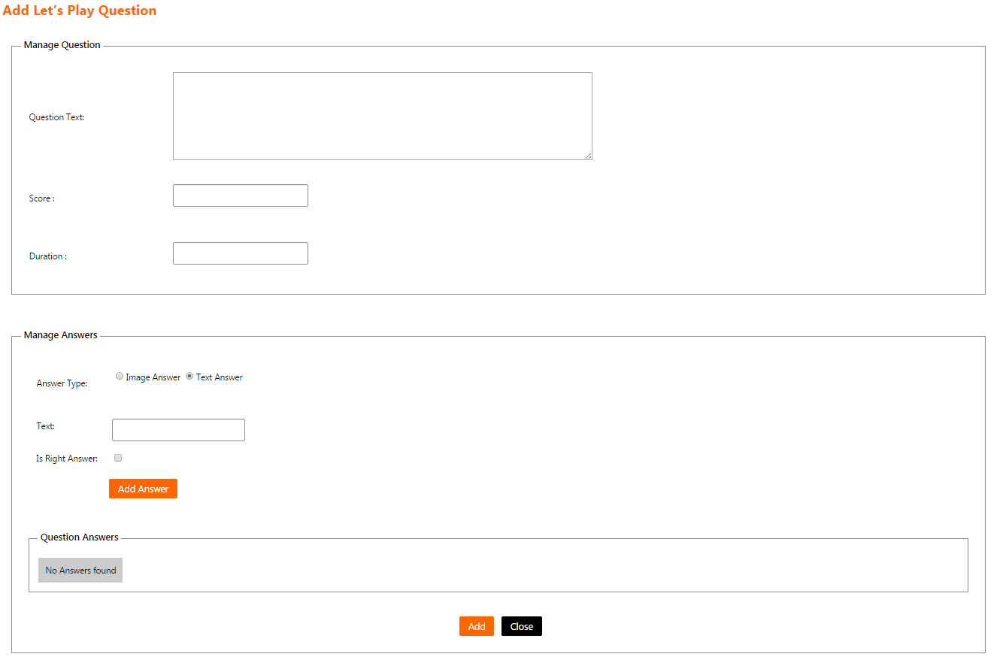 Add Let's Play Question
Manage Question
Question Text:
Score :
Duration :
Manage Answers
Answer Type:
Image Answer
Text Answer
Text:
Is Right Answer:
Add Answer
Question Answers
No Answers found
Add
Close